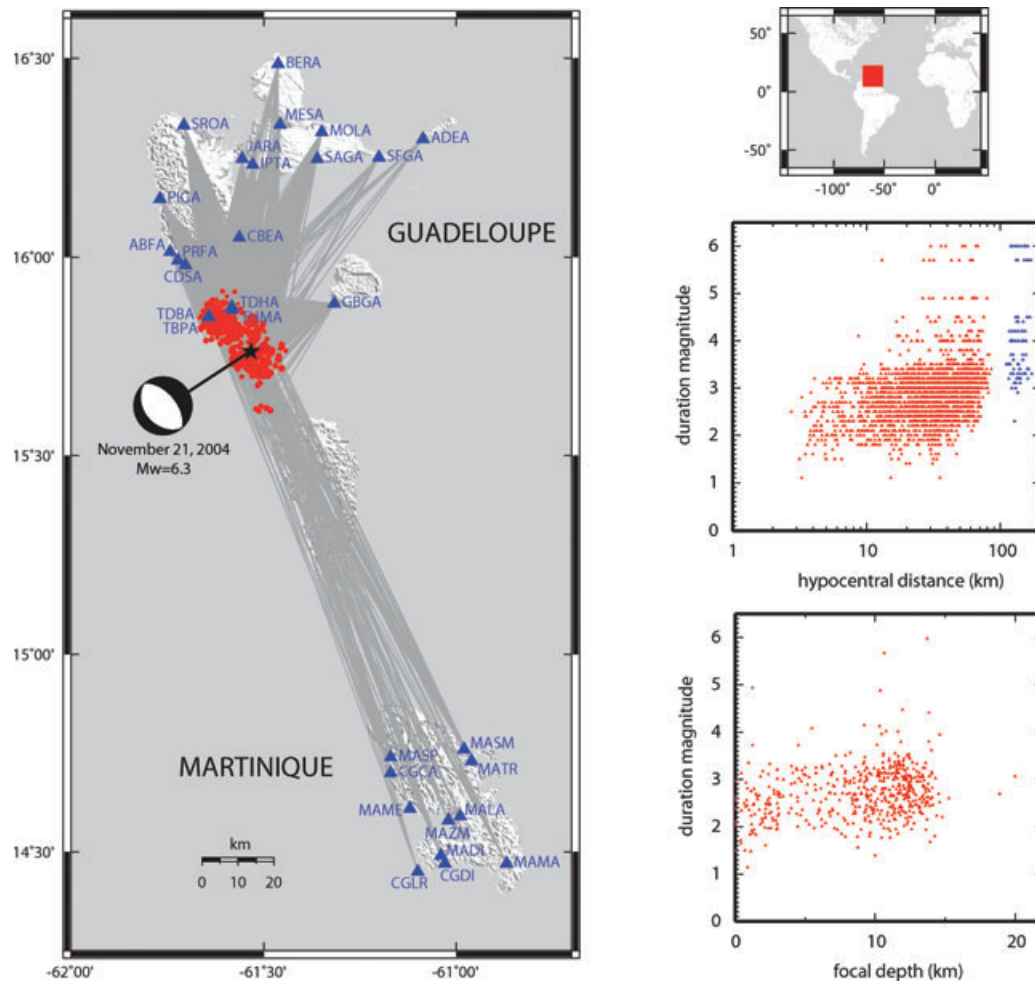 16˚30'
16˚00'
15˚30'
15˚00'
14˚30'
-62˚00'
-61˚30'
-61˚00'
BERA
MESA
MOLA
ADEA
SROA
JARA
IPTA
SAGA
SFGA
PIGA
CBEA
GUADELOUPE
ABFA
PRFA
CDSA
GBGA
TDHA
TDBA
TBPA
November 21, 2004
Mw=6.3
MARTINIQUE
MASP
CGCA
MASM
MATR
MAME
MALA
MAZM
MADI
CGDI
MAMA
CGLR
km
0 10 20
50°
0°
-50°
-100° -50° 0°
duration magnitude
6
5
4
3
2
1
0
1 10 100
hypocentral distance (km)
duration magnitude
6
5
4
3
2
1
0
0 10 20
focal depth (km)